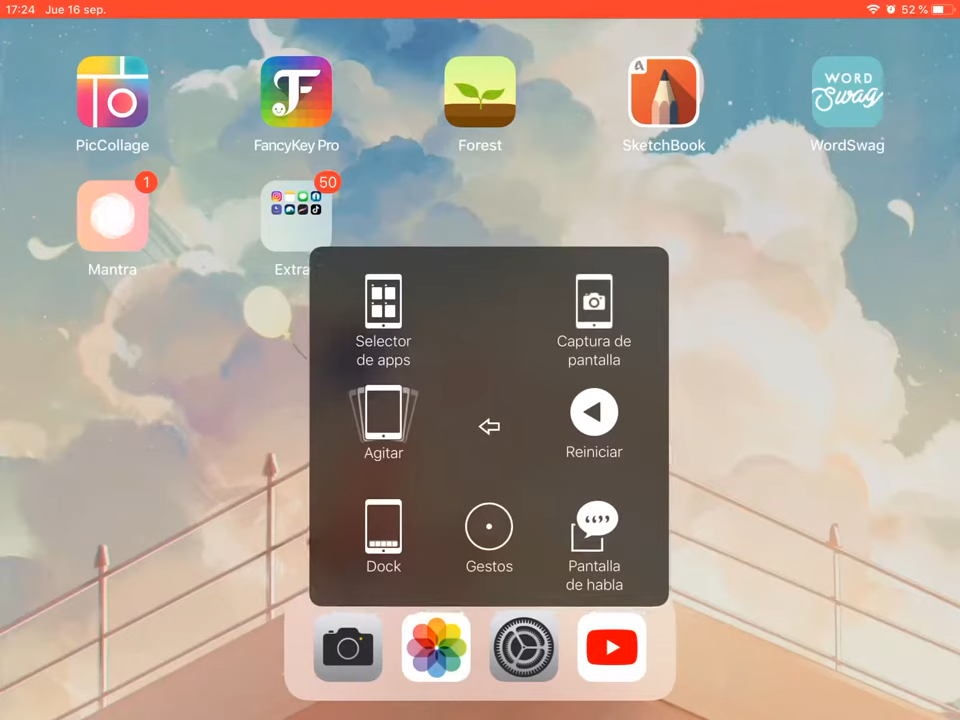 17:24 Jue 16 sep.
52 %
WORD
Swag
PicCollage
FancyKey Pro
Forest
SketchBook
WordSwag
1
50
Mantra
Extra
Selector
de apps
Captura de
pantalla
Agitar
Reiniciar
Dock
Gestos
Pantalla
de habla